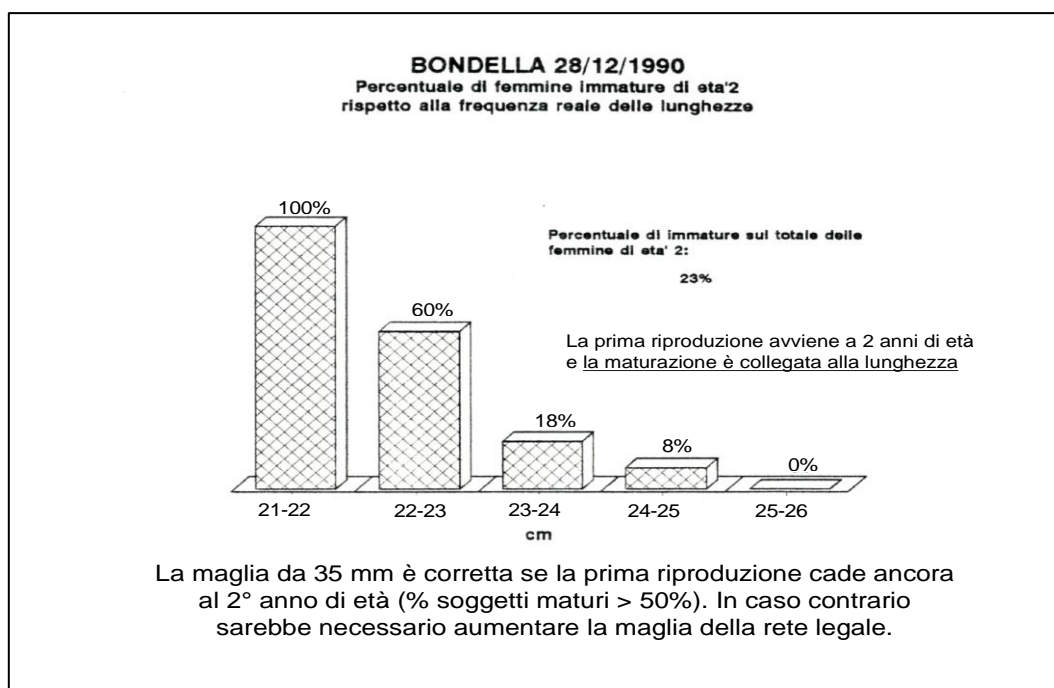 BONDELLA 28/12/1990
Percentuale di femmine immature di eta'2
rispetto alla frequenza reale delle lunghezze
100%
Percentuale di immature sul totale delle
femmine di eta' 2:
23%
60%
La prima riproduzione avviene a 2 anni di età
e la maturazione è collegata alla lunghezza
18%
8%
0%
21-22 22-23 23-24 24-25 25-26
cm
La maglia da 35 mm è corretta se la prima riproduzione cade ancora
al 2° anno di età (% soggetti maturi > 50%). In caso contrario
sarebbe necessario aumentare la maglia della rete legale.